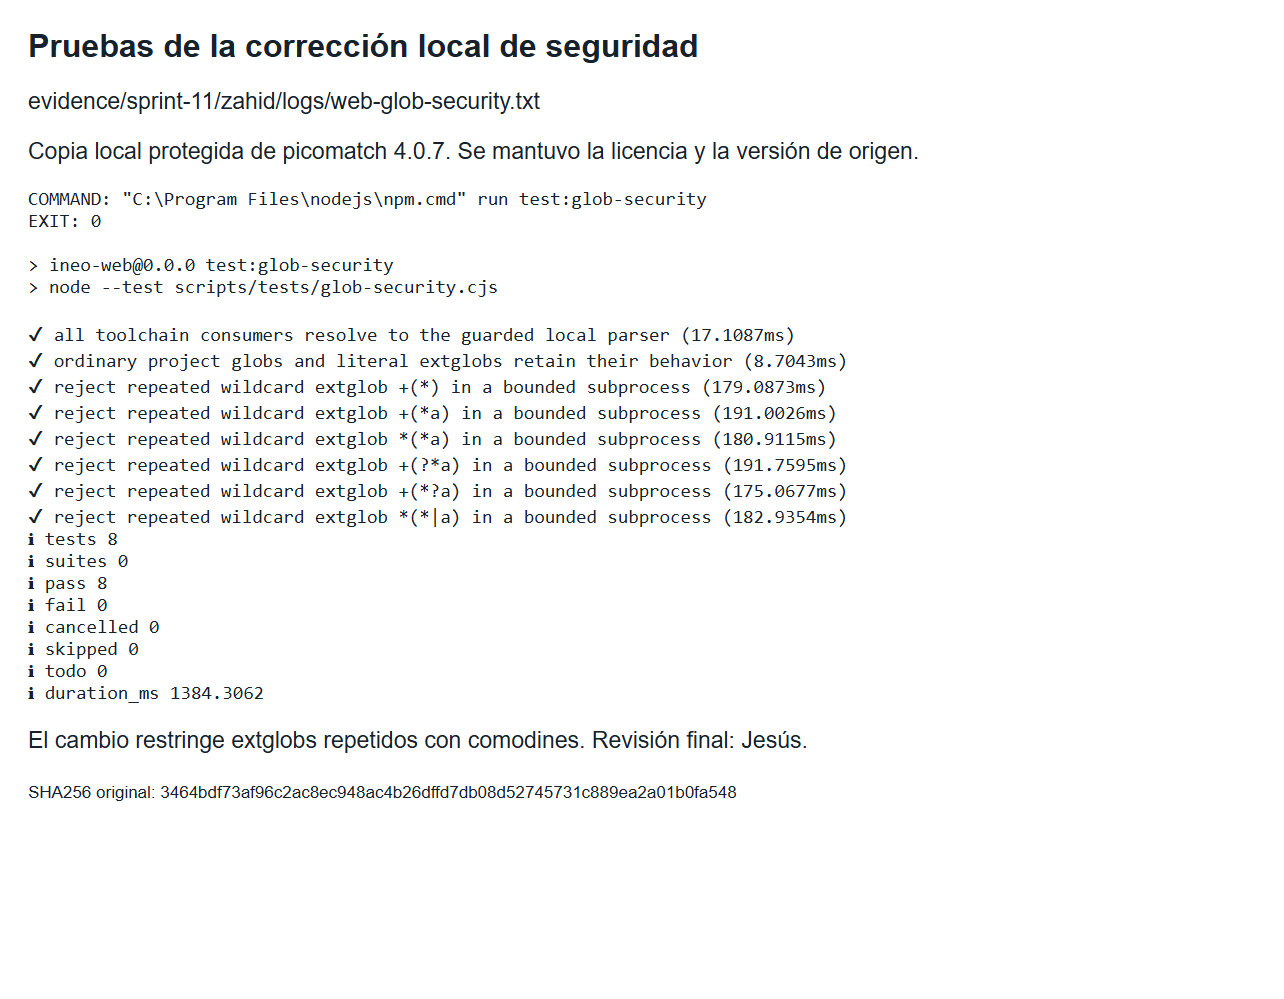 Pruebas de la corrección local de seguridad
evidence/sprint-11/zahid/logs/web-glob-security.txt
Copia local protegida de picomatch 4.0.7. Se mantuvo la licencia y la versión de origen.
COMMAND: "C:\Program Files\nodejs\npm.cmd" run test:glob-security
EXIT: 0
> ineo-web@0.0.0 test:glob-security
> node --test scripts/tests/glob-security.cjs
✓ all toolchain consumers resolve to the guarded local parser (17.1087ms)
✓ ordinary project globs and literal extglobs retain their behavior (8.7043ms)
✓ reject repeated wildcard extglob +(*) in a bounded subprocess (179.0873ms)
✓ reject repeated wildcard extglob +(*a) in a bounded subprocess (191.0026ms)
✓ reject repeated wildcard extglob *(*a) in a bounded subprocess (180.9115ms)
✓ reject repeated wildcard extglob +(?*a) in a bounded subprocess (191.7595ms)
✓ reject repeated wildcard extglob +(*?a) in a bounded subprocess (175.0677ms)
✓ reject repeated wildcard extglob *(*|a) in a bounded subprocess (182.9354ms)
ℹ tests 8
ℹ suites 0
ℹ pass 8
ℹ fail 0
ℹ cancelled 0
ℹ skipped 0
ℹ todo 0
ℹ duration_ms 1384.3062
El cambio restringe extglobs repetidos con comodines. Revisión final: Jesús.
SHA256 original: 3464bdf73af96c2ac8ec948ac4b26dffd7db08d52745731c889ea2a01b0fa548